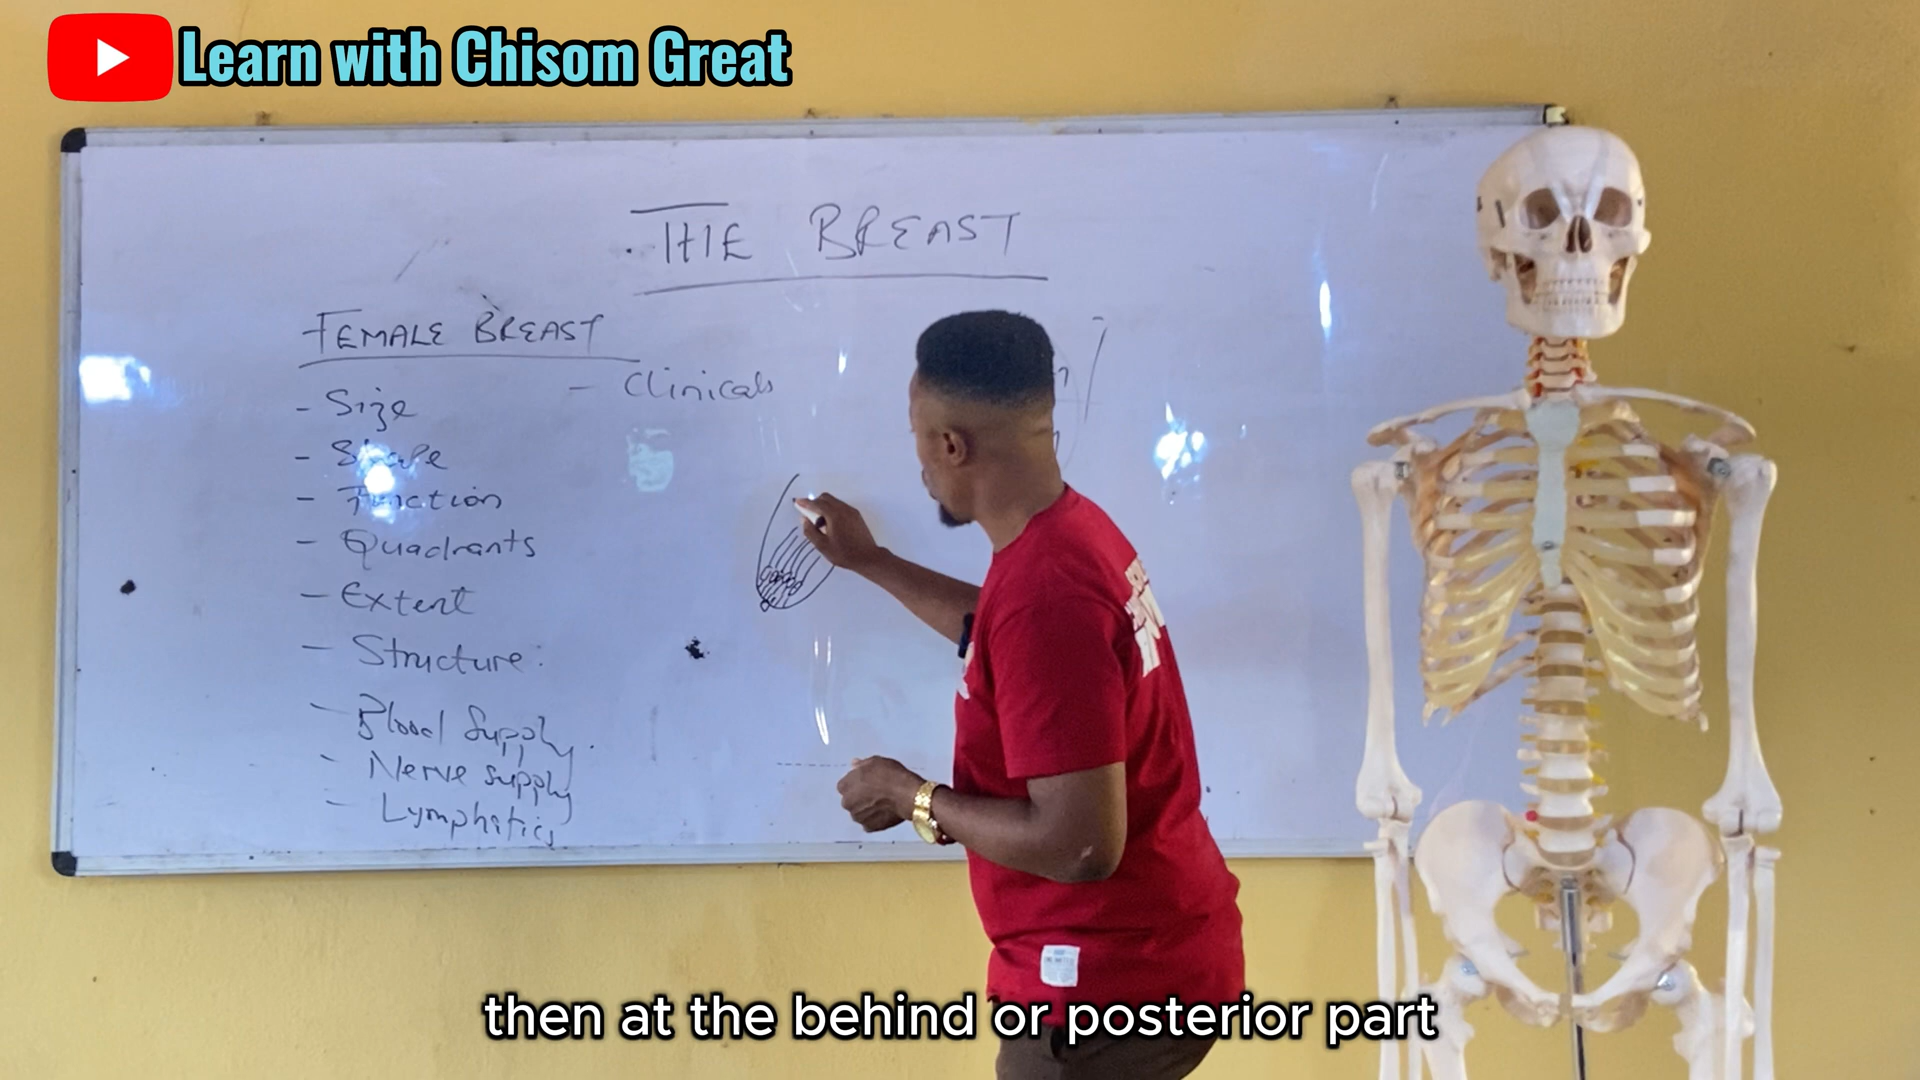 Learn with Chisom Great
THE BREAST
FEMALE BREAST
- Size
- Clinicals
- Shape
- Function
- Quadrants
- Extent
- Structure:
- Blood Supply.
- Nerve supply
- Lymphatics
then at the behind or posterior part